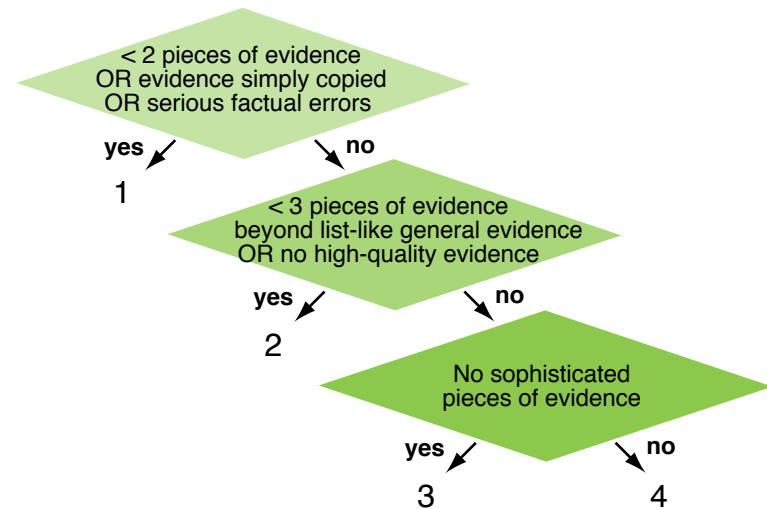 < 2 pieces of evidence
OR evidence simply copied
OR serious factual errors
yes
no
1
< 3 pieces of evidence
beyond list-like general evidence
OR no high-quality evidence
yes
no
2
No sophisticated
pieces of evidence
yes
no
3
4